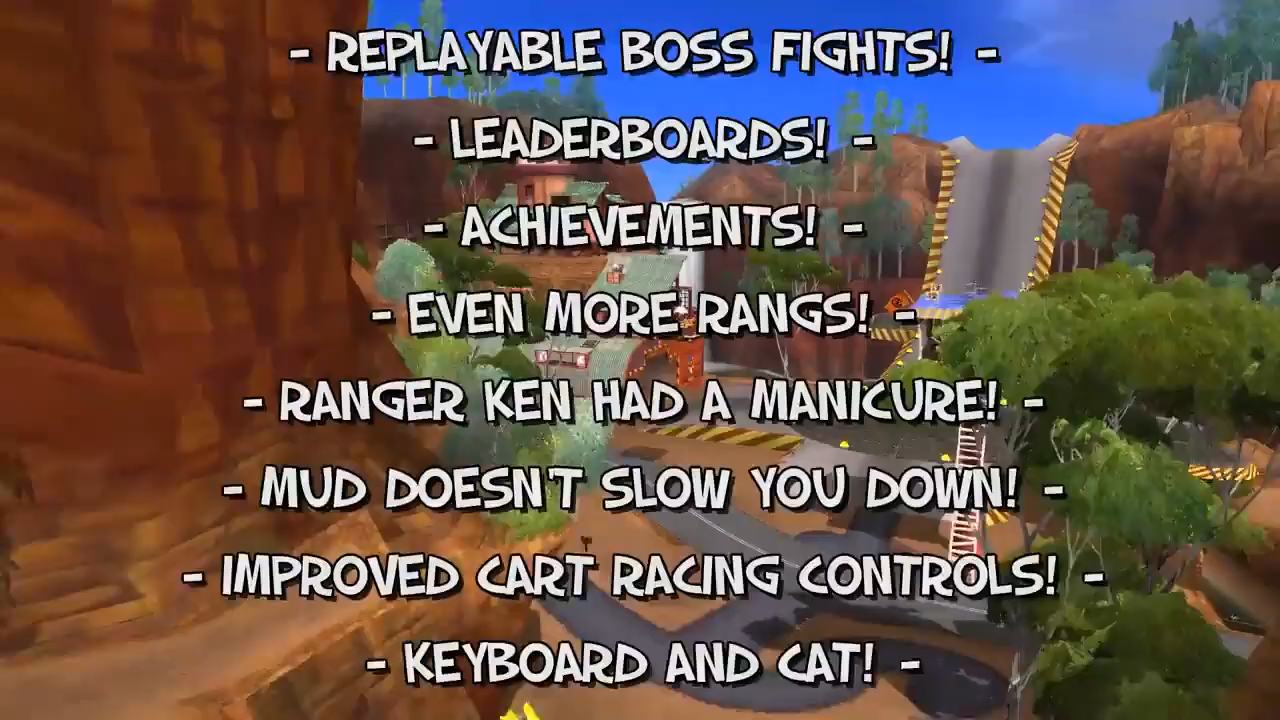 - REPLAYABLE BOSS FIGHTS! -
- LEADERBOARDS! -
- ACHIEVEMENTS! -
- EVEN MORE RANGS! -
- RANGER KEN HAD A MANICURE! -
- MUD DOESN'T SLOW YOU DOWN! -
- IMPROVED CART RACING CONTROLS! -
- KEYBOARD AND CAT! -